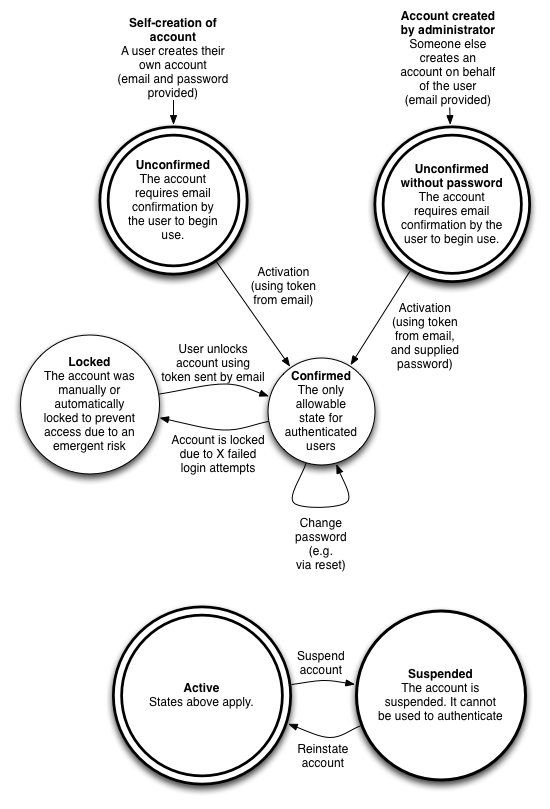 Self-creation of
account
A user creates their
own account
(email and password
provided)
Account created
by administrator
Someone else
creates an
account on behalf
of the user
(email provided)
Unconfirmed
The account
requires email
confirmation by
the user to begin
use.
Unconfirmed
without password
The account
requires email
confirmation by the
user to begin use.
Activation
(using token
from email)
Activation
(using token
from email,
and supplied
password)
Locked
The account was
manually or
automatically
locked to prevent
access due to an
emergent risk
User unlocks
account using
token sent by email
Account is locked
due to X failed
login attempts
Confirmed
The only
allowable
state for
authenticated
users
Change
password
(e.g.
via reset)
Active
States above apply.
Suspend
account
Reinstate
account
Suspended
The account is
suspended. It cannot
be used to authenticate